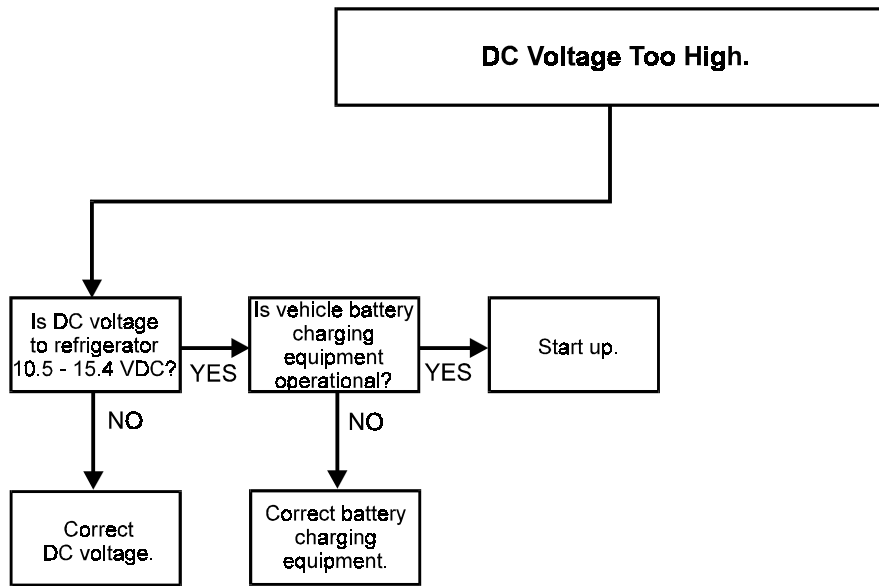 DC Voltage Too High.
Is DC voltage
to refrigerator
10.5 - 15.4 VDC?
YES
Is vehicle battery
charging
equipment
operational?
YES
Start up.
NO
NO
Correct
DC voltage.
Correct battery
charging
equipment.